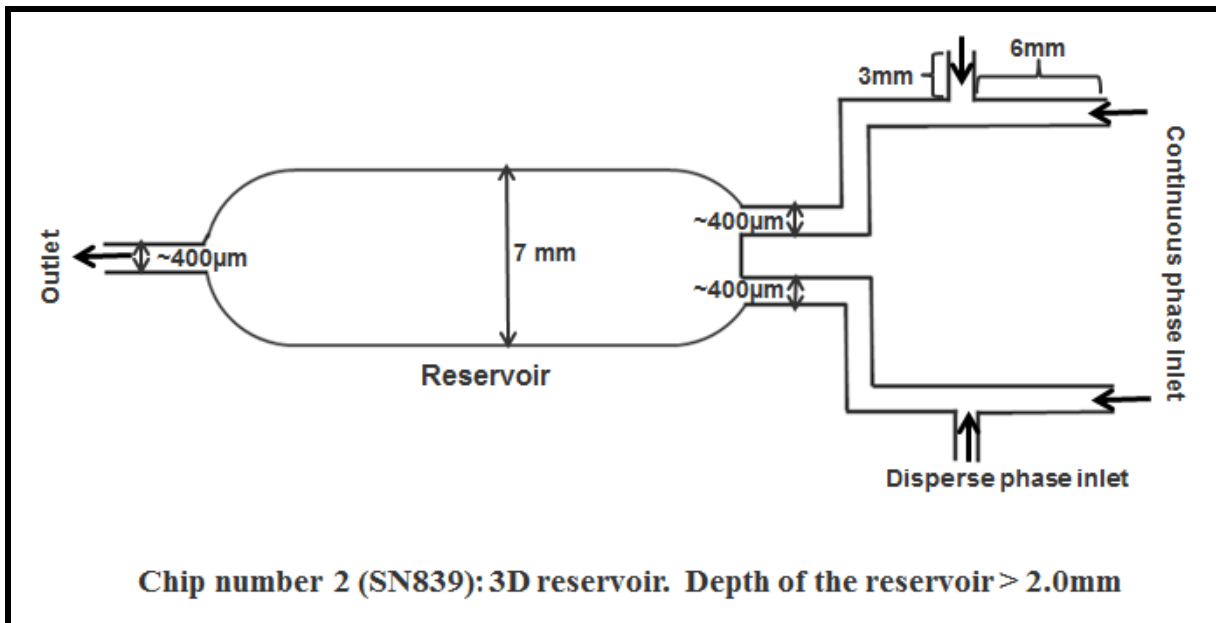 6mm
3mm
Continuous phase inlet
~400µm
7 mm
~400µm
Outlet
~400µm
Reservoir
Disperse phase inlet
Chip number 2 (SN839): 3D reservoir. Depth of the reservoir > 2.0mm